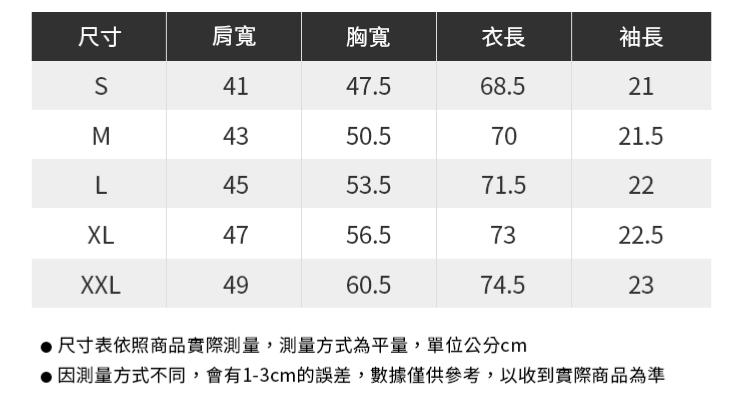 尺寸 肩寬 胸寬 衣長 袖長
S 41 47.5 68.5 21
M 43 50.5 70 21.5
L 45 53.5 71.5 22
XL 47 56.5 73 22.5
XXL 49 60.5 74.5 23
● 尺寸表依照商品實際測量，測量方式為平量，單位公分cm
● 因測量方式不同，會有1-3cm的誤差，數據僅供參考，以收到實際商品為準